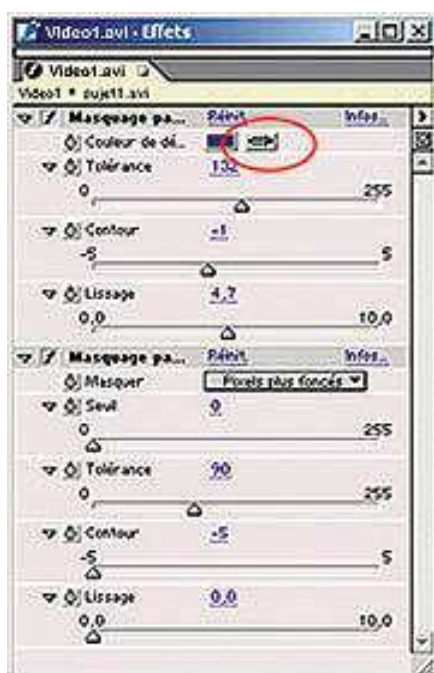 Video1.avi • Effets
Video1.avi
Video1 • sujet1.avi
Masquage pa... Réinit. Infos...
Couleur de dé...
Tolérance 132
0 255
Contour -1
-5 5
Lissage 4,7
0,0 10,0
Masquage pa... Réinit. Infos...
Masquer Pixels plus foncés
Seuil 0
0 255
Tolérance 90
0 255
Contour -5
-5 5
Lissage 0,0
0,0 10,0